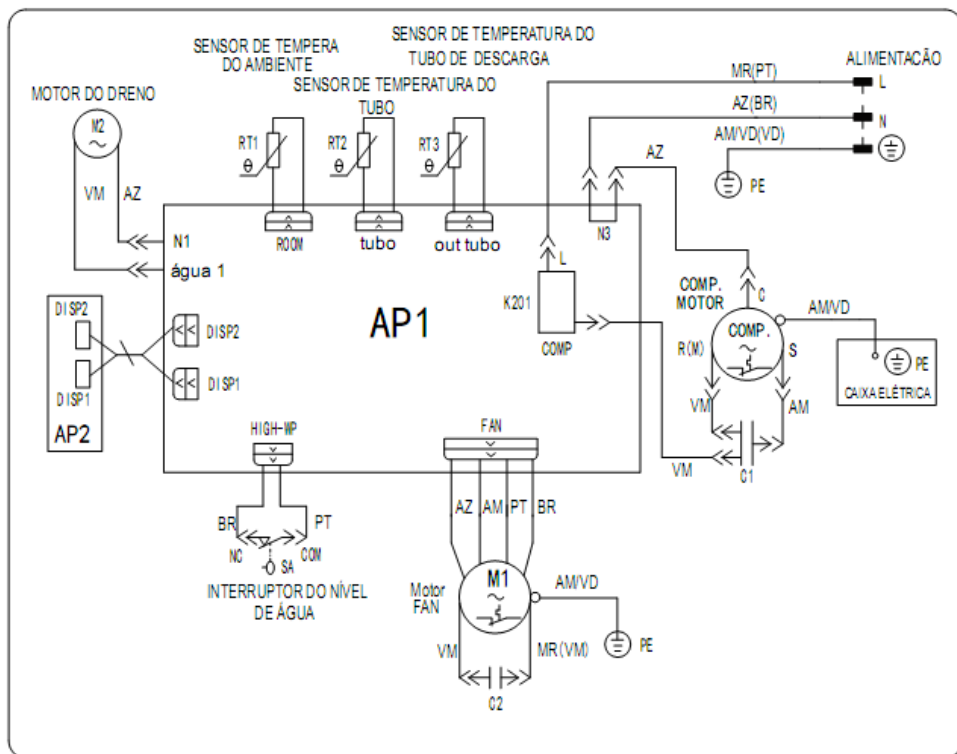 SENSOR DE TEMPERA
DO AMBIENTE
SENSOR DE TEMPERATURA DO
TUBO DE DESCARGA
SENSOR DE TEMPERATURA DO
TUBO
ALIMENTACÃO
MOTOR DO DRENO
M2
~
VM
AZ
RT1
θ
RT2
θ
RT3
θ
MR(PT)
L
AZ(BR)
N
AM/VD(VD)
PE
AZ
ROOM
tubo
out tubo
N3
N1
água 1
L
K201
COMP
AP1
DISP2
DISP1
AP2
DISP2
DISP1
COMP.
MOTOR
C
COMP.
~
R(M)
S
AM/VD
PE
CAIXA ELÉTRICA
VM
AM
VM
C1
HIGH-WP
FAN
BR
PT
NC
COM
SA
INTERRUPTOR DO NÍVEL
DE ÁGUA
AZ
AM
PT
BR
Motor
FAN
M1
~
AM/VD
PE
VM
MR(VM)
C2